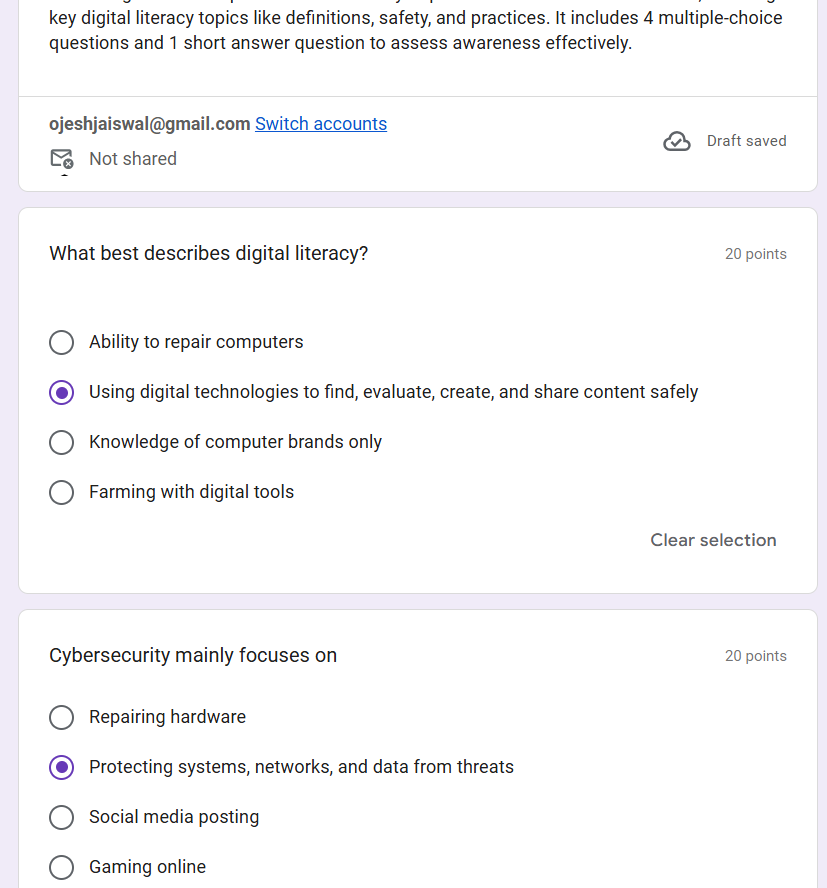 key digital literacy topics like definitions, safety, and practices. It includes 4 multiple-choice
questions and 1 short answer question to assess awareness effectively.
ojeshjaiswal@gmail.com Switch accounts
Draft saved
Not shared
What best describes digital literacy?
20 points
Ability to repair computers
Using digital technologies to find, evaluate, create, and share content safely
Knowledge of computer brands only
Farming with digital tools
Clear selection
Cybersecurity mainly focuses on
20 points
Repairing hardware
Protecting systems, networks, and data from threats
Social media posting
Gaming online